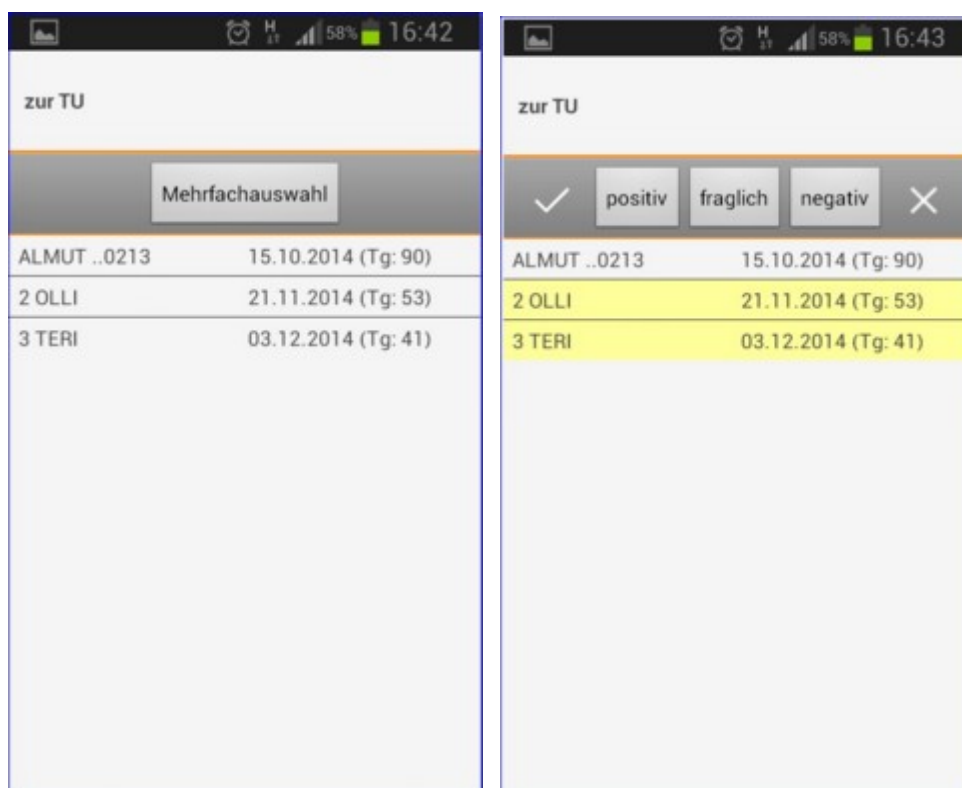 58% 16:42
zur TU
Mehrfachauswahl
ALMUT ..0213 15.10.2014 (Tg: 90)
2 OLLI 21.11.2014 (Tg: 53)
3 TERI 03.12.2014 (Tg: 41)
H 58% 16:43
zur TU
positiv fraglich negativ
ALMUT ..0213 15.10.2014 (Tg: 90)
2 OLLI 21.11.2014 (Tg: 53)
3 TERI 03.12.2014 (Tg: 41)